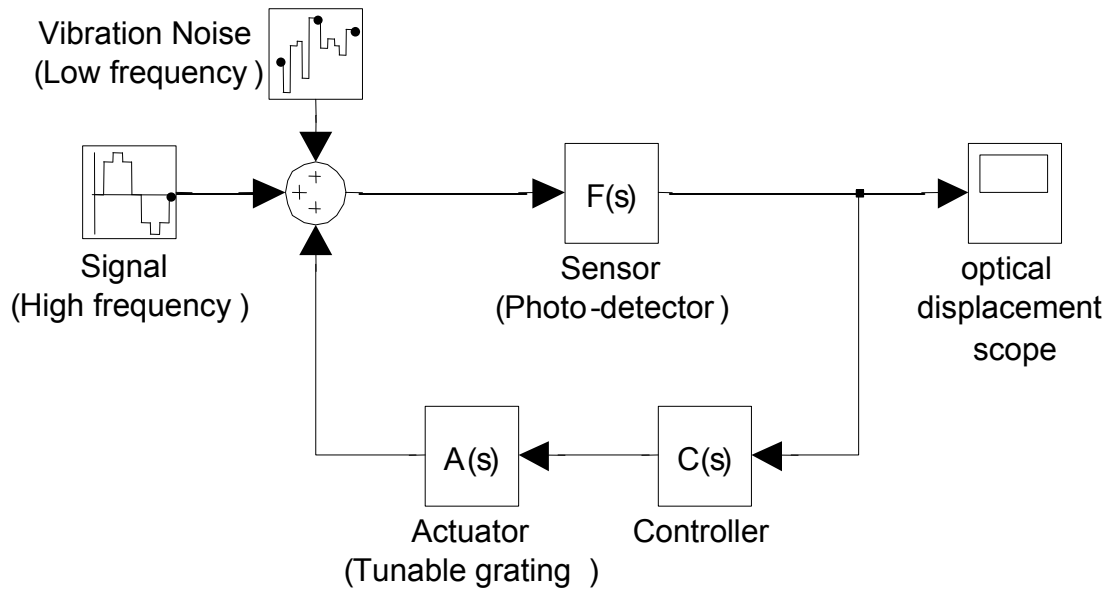 Vibration Noise
(Low frequency )
+
+
+
F(s)
Signal
(High frequency )
Sensor
(Photo-detector )
optical
displacement
scope
A(s)
C(s)
Actuator
(Tunable grating )
Controller